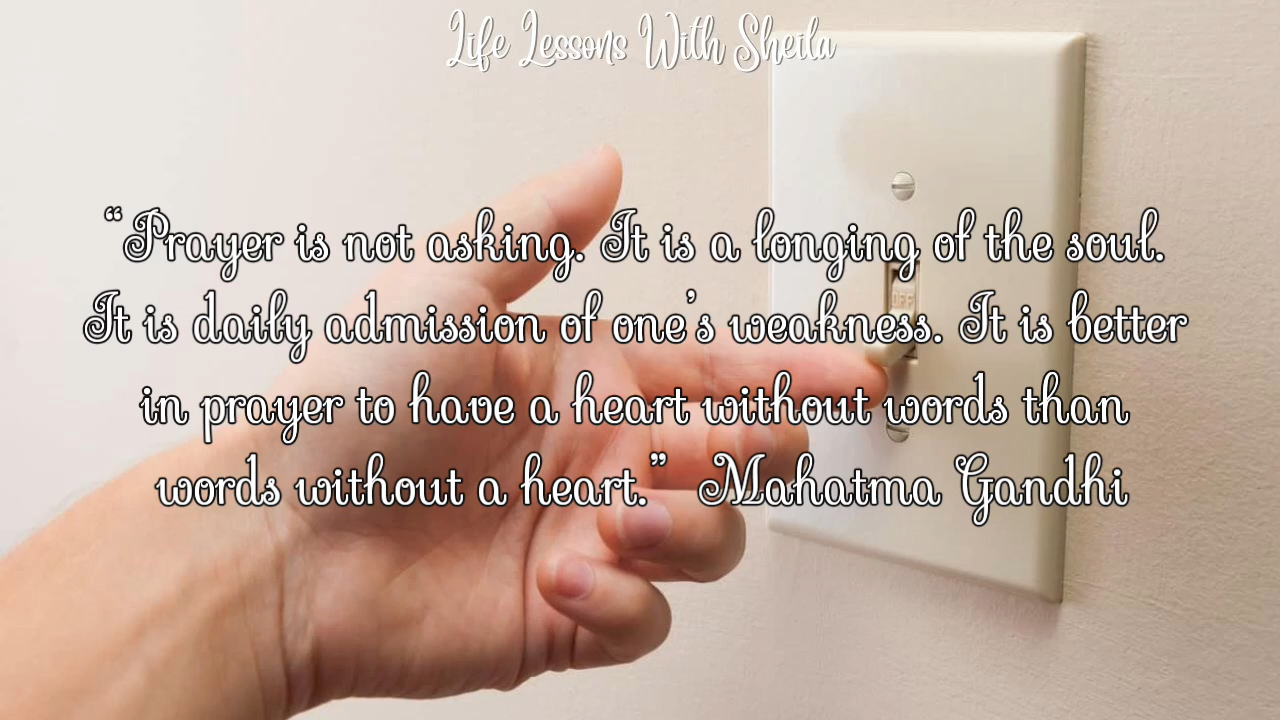 Life Lessons With Sheila
“Prayer is not asking. It is a longing of the soul.
OFF
It is daily admission of one’s weakness. It is better
in prayer to have a heart without words than
words without a heart.” Mahatma Gandhi